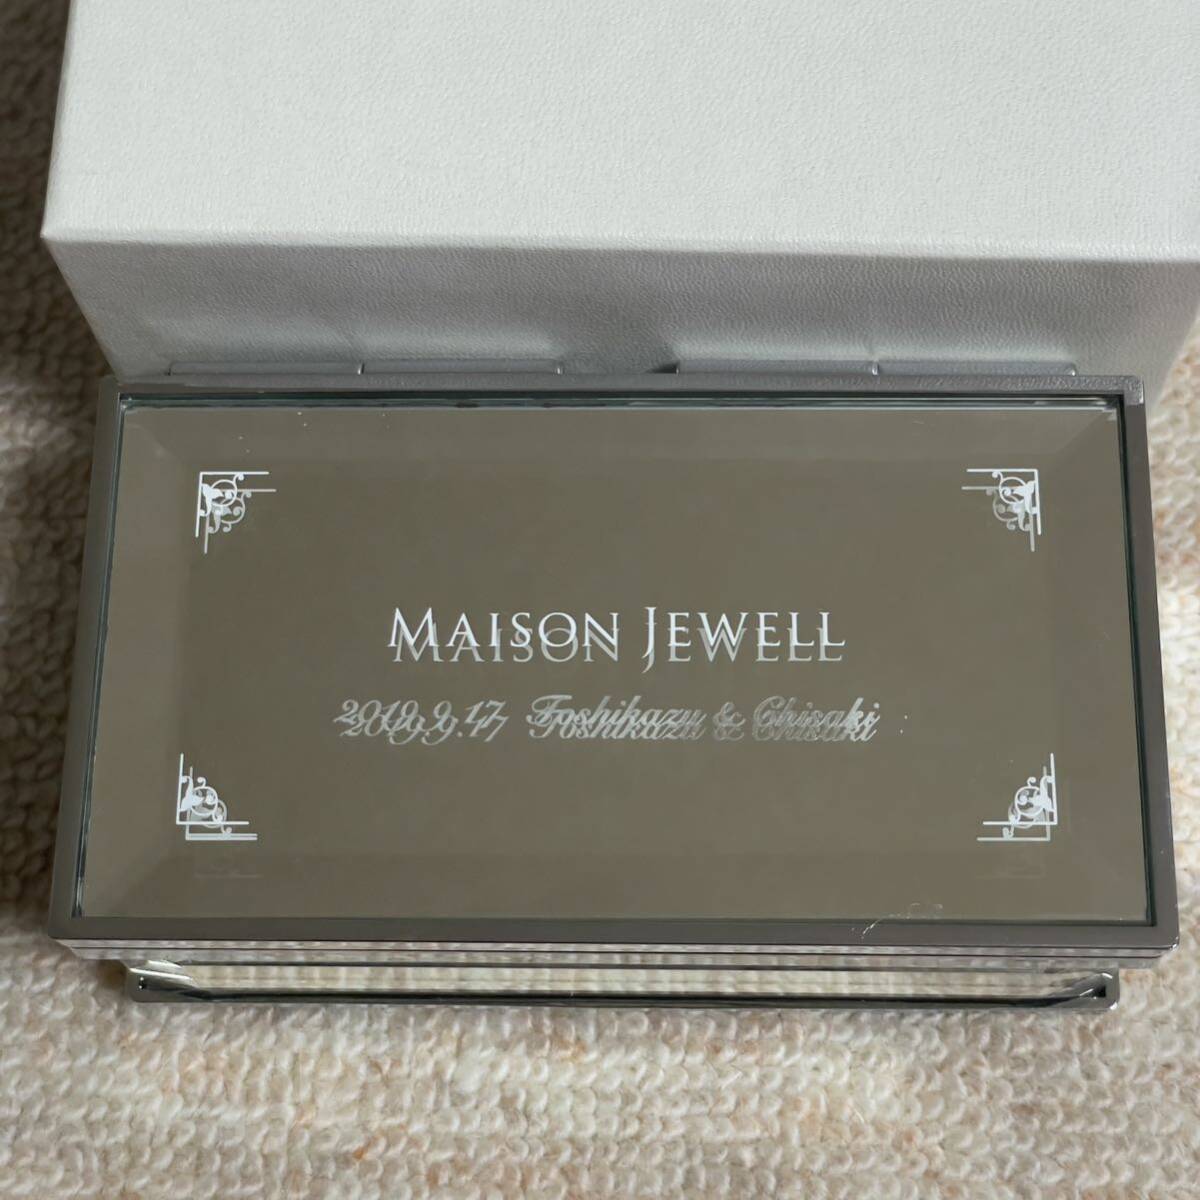 MAISON JEWELL
2019.9.17 Toshikazu & Chisaki